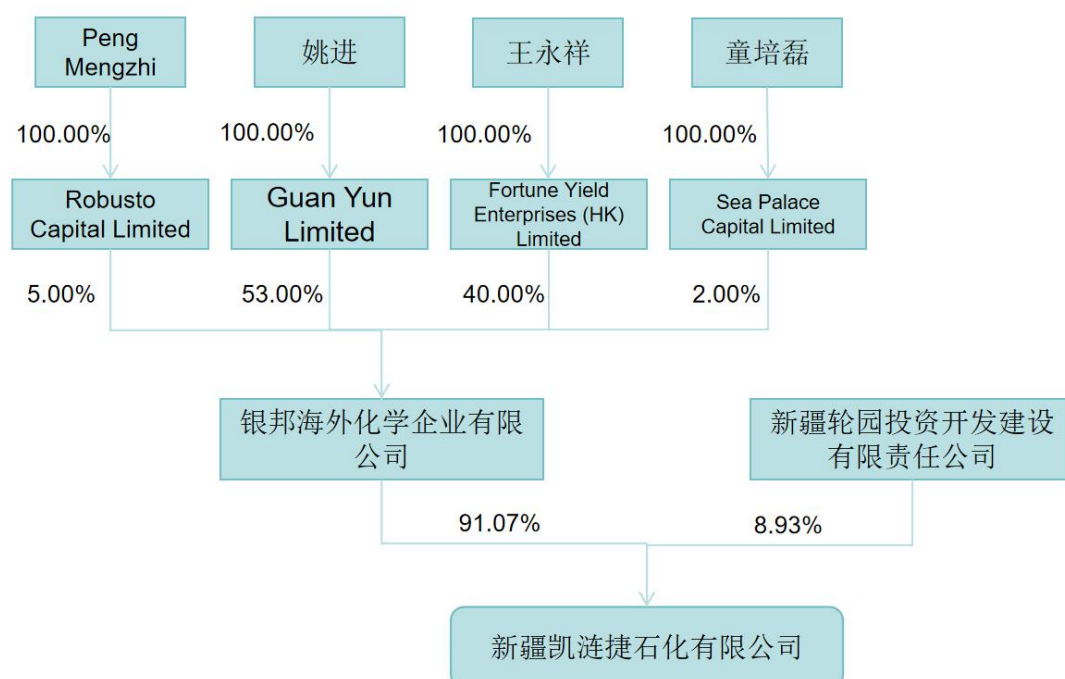 Peng
Mengzhi
姚进
王永祥
童培磊
100.00%
100.00%
100.00%
100.00%
Robusto
Capital Limited
Guan Yun
Limited
Fortune Yield
Enterprises (HK)
Limited
Sea Palace
Capital Limited
5.00%
53.00%
40.00%
2.00%
银邦海外化学企业有限
公司
新疆轮园投资开发建设
有限责任公司
91.07%
8.93%
新疆凯涟捷石化有限公司